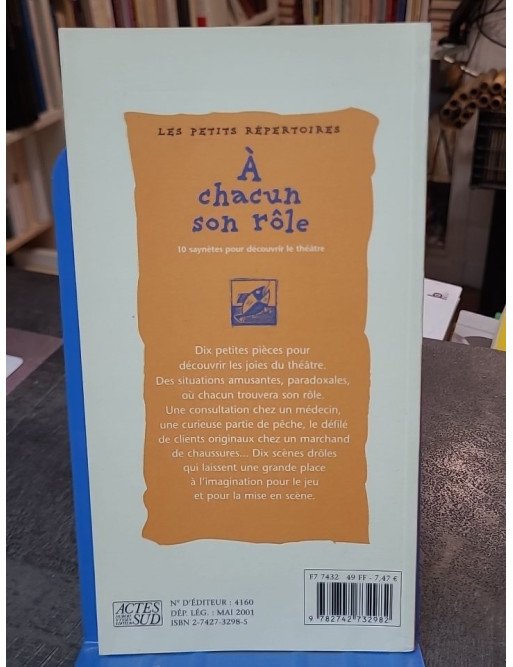 LES PETITS RÉPERTOIRES
À
chacun
son rôle
10 saynètes pour découvrir le théâtre
Dix petites pièces pour
découvrir les joies du théâtre.
Des situations amusantes, paradoxales,
où chacun trouvera son rôle.
Une consultation chez un médecin,
une curieuse partie de pêche, le défilé
de clients originaux chez un marchand
de chaussures... Dix scènes drôles
qui laissent une grande place
à l'imagination pour le jeu
et pour la mise en scène.
ACTES
SUD
N° D'ÉDITEUR : 4160
DÉP. LÉG. : MAI 2001
ISBN 2-7427-3298-5
F7 7432 49 FF - 7,47 €
9 782742 732982